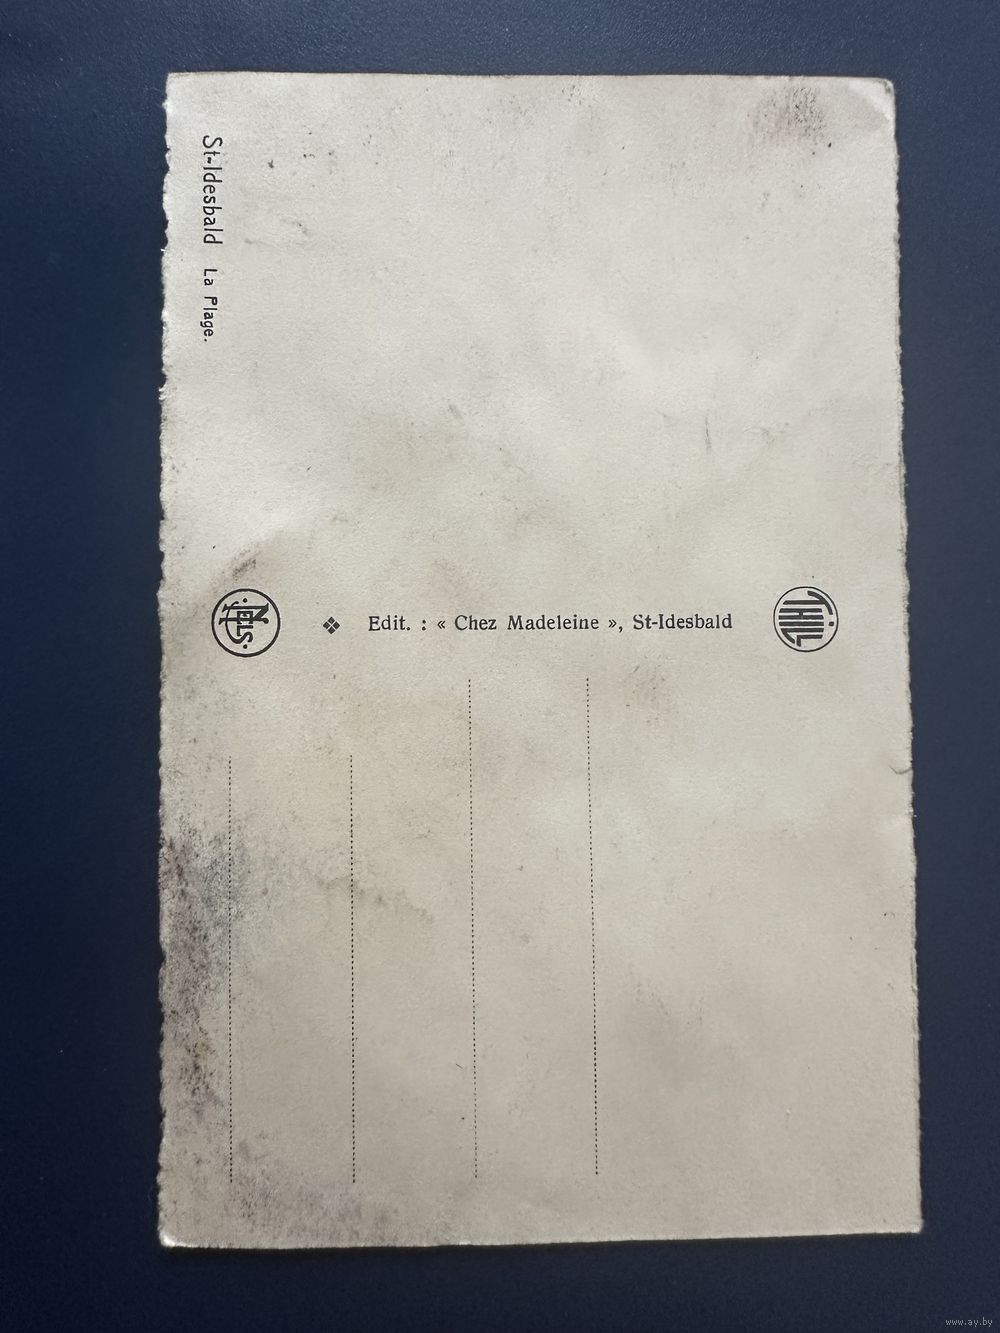 St-Idesbald La Plage.
NELS
❖ Edit. : « Chez Madeleine », St-Idesbald
THILL
www.ay.by